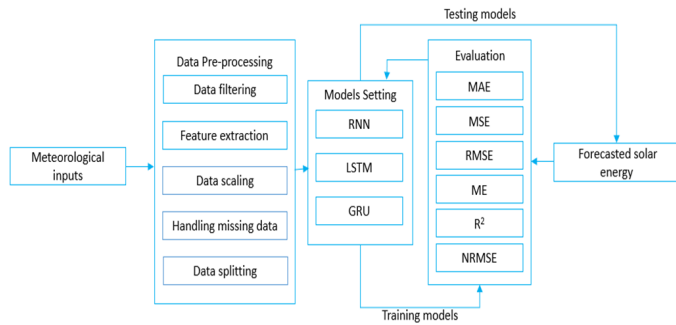 Testing models
Meteorological
inputs
Data Pre-processing
Data filtering
Feature extraction
Data scaling
Handling missing data
Data splitting
Models Setting
RNN
LSTM
GRU
Evaluation
MAE
MSE
RMSE
ME
R²
NRMSE
Forecasted solar
energy
Training models